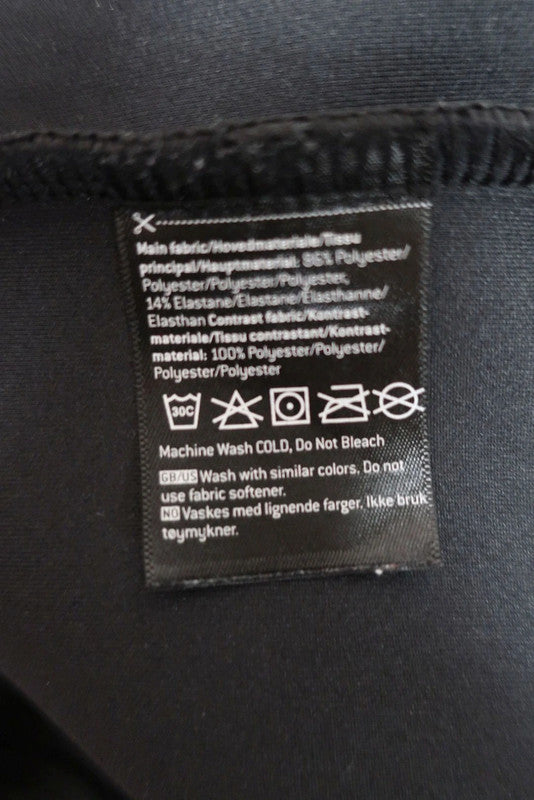 Main fabric/Hovedmateriale/Tissu
principal/Hauptmaterial: 86% Polyester/
Polyester/Polyester/Polyester,
14% Elastane/Elastane/Elasthanne/
Elasthan Contrast fabric/Kontrast-
materiale/Tissu contrastant/Kontrast-
material: 100% Polyester/Polyester/
Polyester/Polyester
30C
Machine Wash COLD, Do Not Bleach
GB/US Wash with similar colors. Do not
use fabric softener.
NO Vaskes med lignende farger. Ikke bruk
tøymykner.